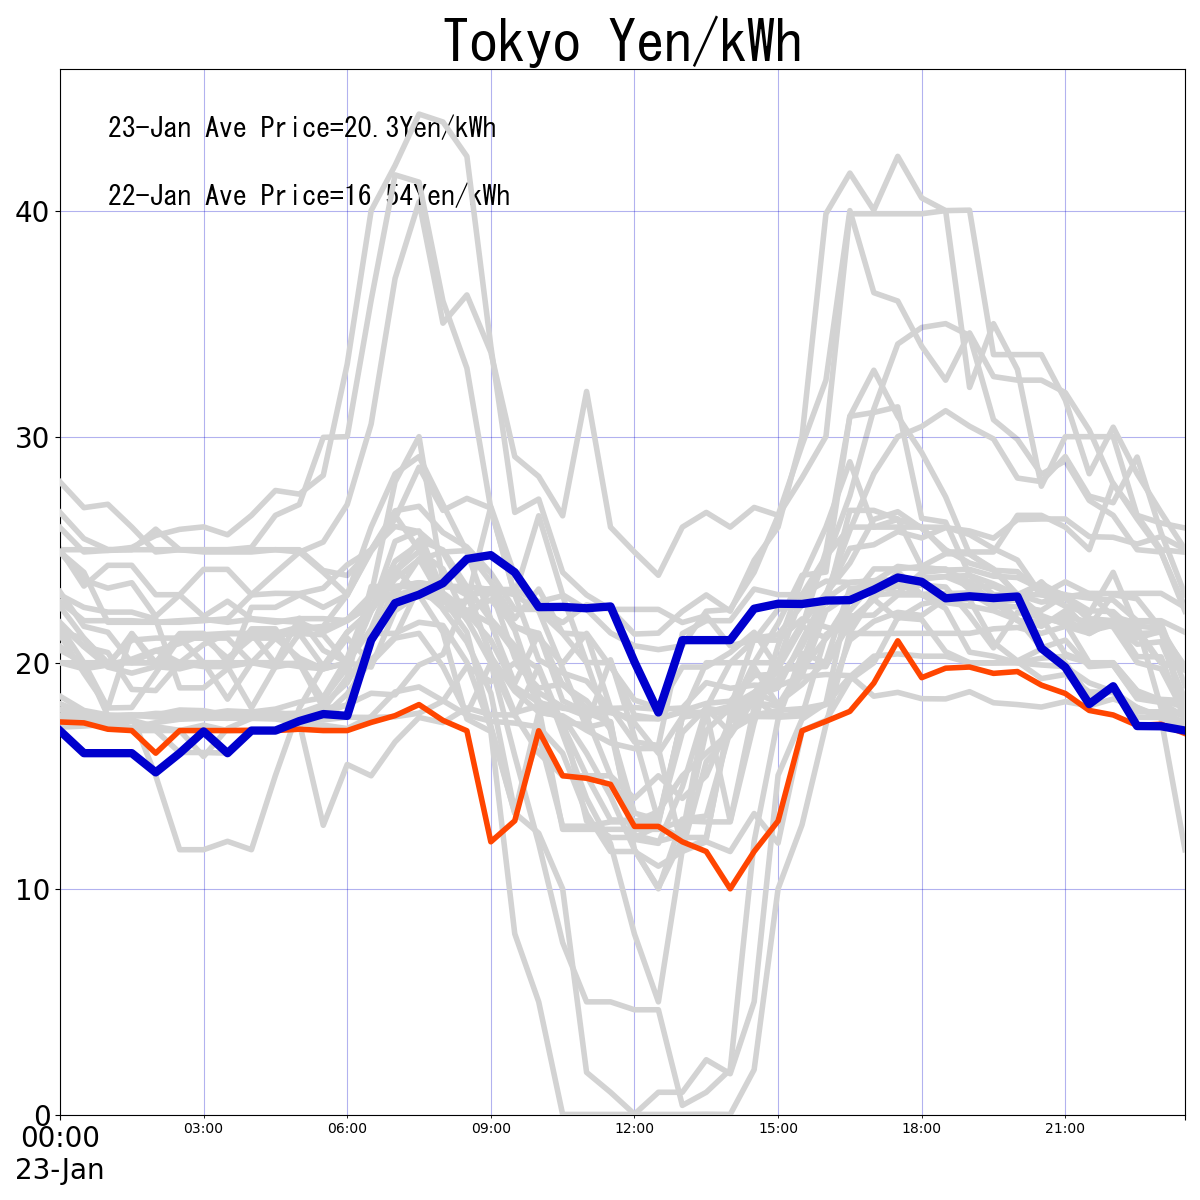 Tokyo Yen/kWh
23-Jan Ave Price=20.3Yen/kWh
22-Jan Ave Price=16.54Yen/kWh
40
30
20
10
0
00:00 03:00 06:00 09:00 12:00 15:00 18:00 21:00
23-Jan